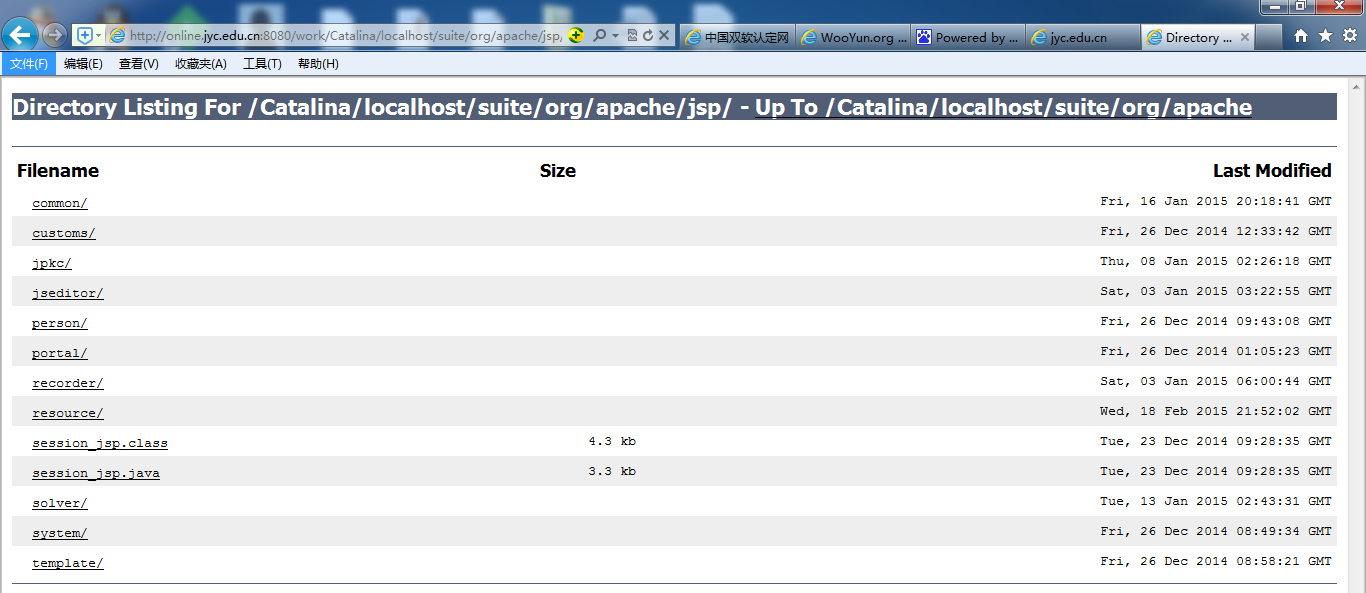 http://online.jyc.edu.cn:8080/work/Catalina/localhost/suite/org/apache/jsp/
中国双软认定网
WooYun.org ...
Powered by ...
jyc.edu.cn
Directory ...
文件(F) 编辑(E) 查看(V) 收藏夹(A) 工具(T) 帮助(H)
Directory Listing For /Catalina/localhost/suite/org/apache/jsp/ - Up To /Catalina/localhost/suite/org/apache
Filename Size Last Modified
common/ Fri, 16 Jan 2015 20:18:41 GMT
customs/ Fri, 26 Dec 2014 12:33:42 GMT
jpkc/ Thu, 08 Jan 2015 02:26:18 GMT
jseditor/ Sat, 03 Jan 2015 03:22:55 GMT
person/ Fri, 26 Dec 2014 09:43:08 GMT
portal/ Fri, 26 Dec 2014 01:05:23 GMT
recorder/ Sat, 03 Jan 2015 06:00:44 GMT
resource/ Wed, 18 Feb 2015 21:52:02 GMT
session_jsp.class 4.3 kb Tue, 23 Dec 2014 09:28:35 GMT
session_jsp.java 3.3 kb Tue, 23 Dec 2014 09:28:35 GMT
solver/ Tue, 13 Jan 2015 02:43:31 GMT
system/ Fri, 26 Dec 2014 08:49:34 GMT
template/ Fri, 26 Dec 2014 08:58:21 GMT